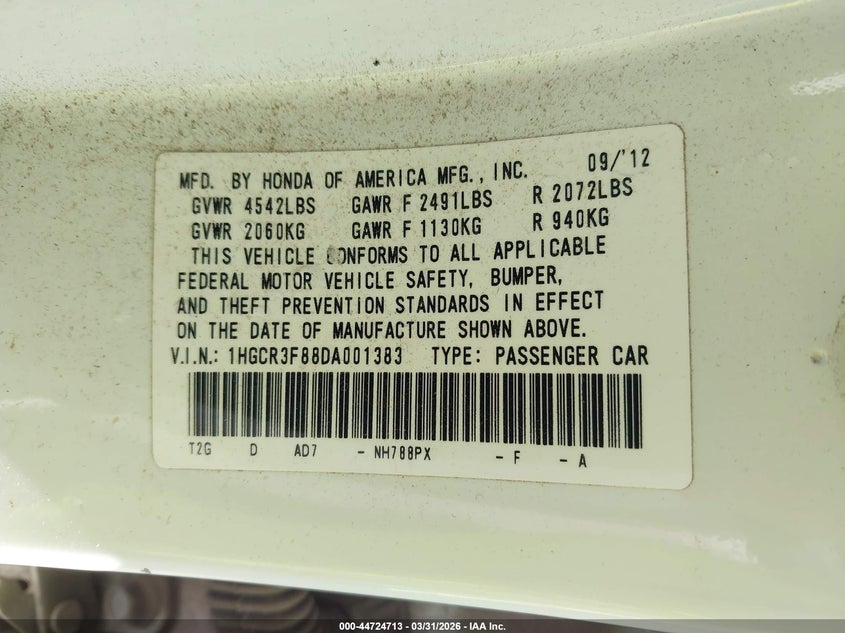 MFD. BY HONDA OF AMERICA MFG., INC. 09/'12
GVWR 4542LBS GAWR F 2491LBS R 2072LBS
GVWR 2060KG GAWR F 1130KG R 940KG
THIS VEHICLE CONFORMS TO ALL APPLICABLE
FEDERAL MOTOR VEHICLE SAFETY, BUMPER,
AND THEFT PREVENTION STANDARDS IN EFFECT
ON THE DATE OF MANUFACTURE SHOWN ABOVE.
V.I.N.: 1HGCR3F88DA001383 TYPE: PASSENGER CAR
T2G D AD7 - NH788PX - F - A
000-44724713 - 03/31/2026 - IAA Inc.